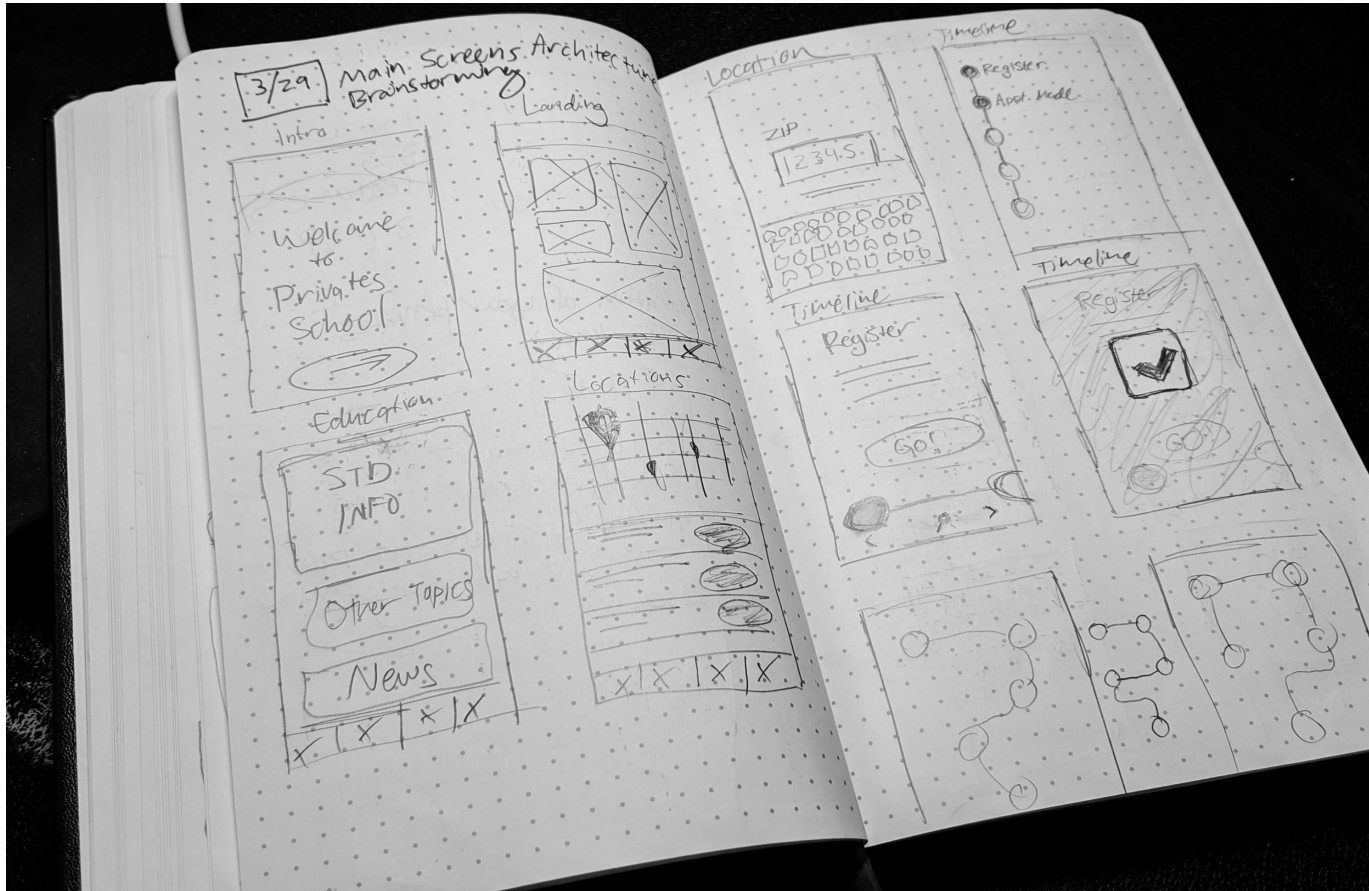 3/29
Main Screens Architecture
Brainstorming
Intro
Welcome
to
Privates
School
Landing
Education
STD
INFO
Other Topics
News
Locations
Location
ZIP
12345
Timeline
Register
Appt. Made
Timeline
Register
GO!
Timeline
Register
GO!